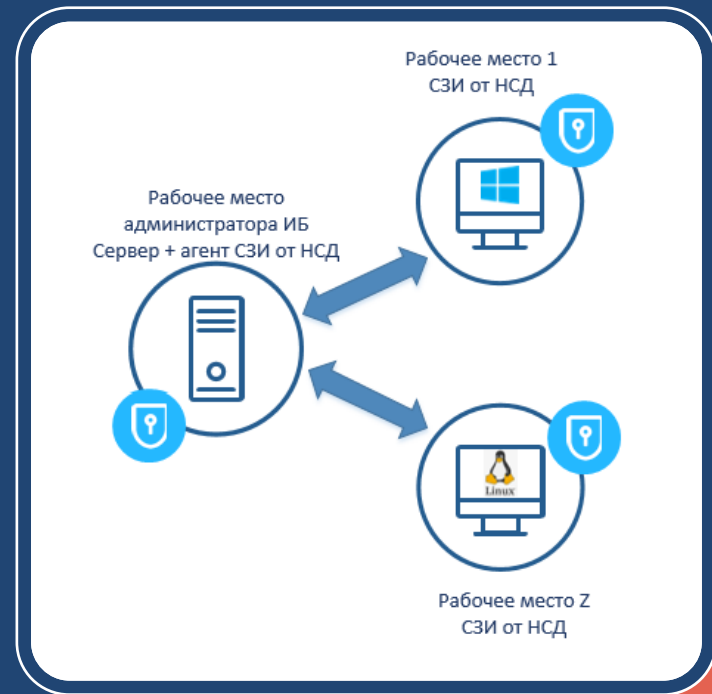 Рабочее место 1
СЗИ от НСД
Рабочее место
администратора ИБ
Сервер + агент СЗИ от НСД
Linux
Рабочее место Z
СЗИ от НСД